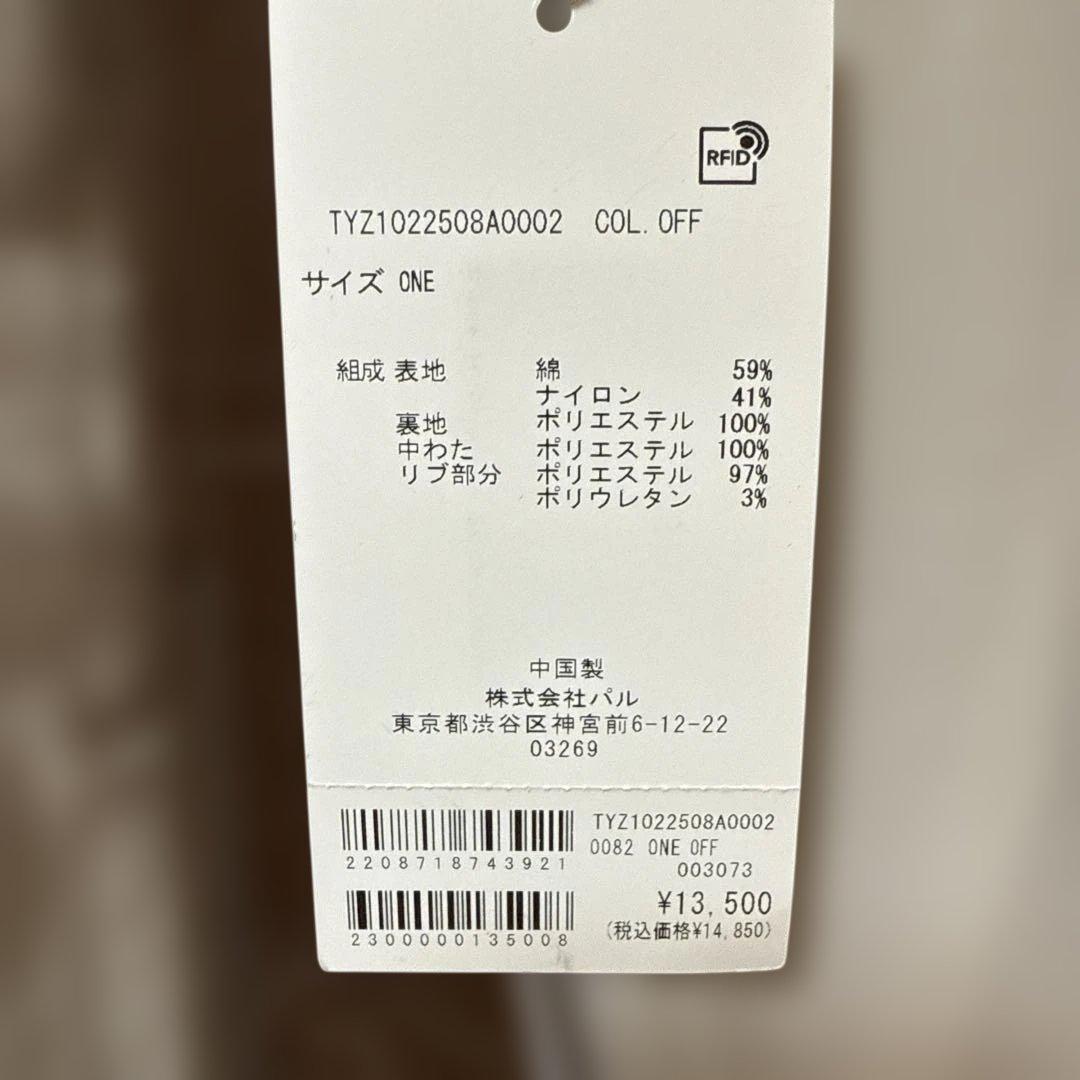 RFID
TYZ1022508A0002 COL.OFF
サイズ ONE
組成 表地 綿 59%
ナイロン 41%
裏地 ポリエステル 100%
中わた ポリエステル 100%
リブ部分 ポリエステル 97%
ポリウレタン 3%
中国製
株式会社パル
東京都渋谷区神宮前6-12-22
03269
2208718743921
2300000135008
TYZ1022508A0002
0082 ONE OFF
003073
¥13,500
(税込価格¥14,850)